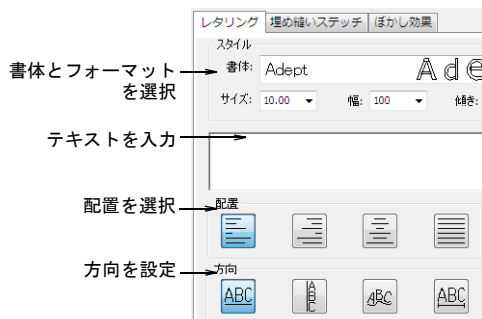 レタリング 埋め縫いステッチ ぼかし効果
スタイル
書体とフォーマット
を選択
書体: Adept Ade
サイズ: 10.00 幅: 100 傾き:
テキストを入力
配置を選択
配置
方向を設定
方向
ABC ABC ABC ABC